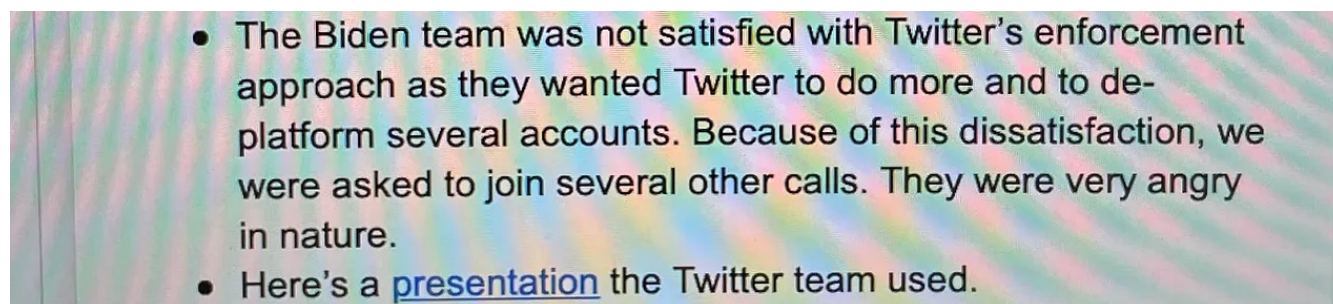 • The Biden team was not satisfied with Twitter's enforcement
approach as they wanted Twitter to do more and to de-
platform several accounts. Because of this dissatisfaction, we
were asked to join several other calls. They were very angry
in nature.
• Here's a presentation the Twitter team used.